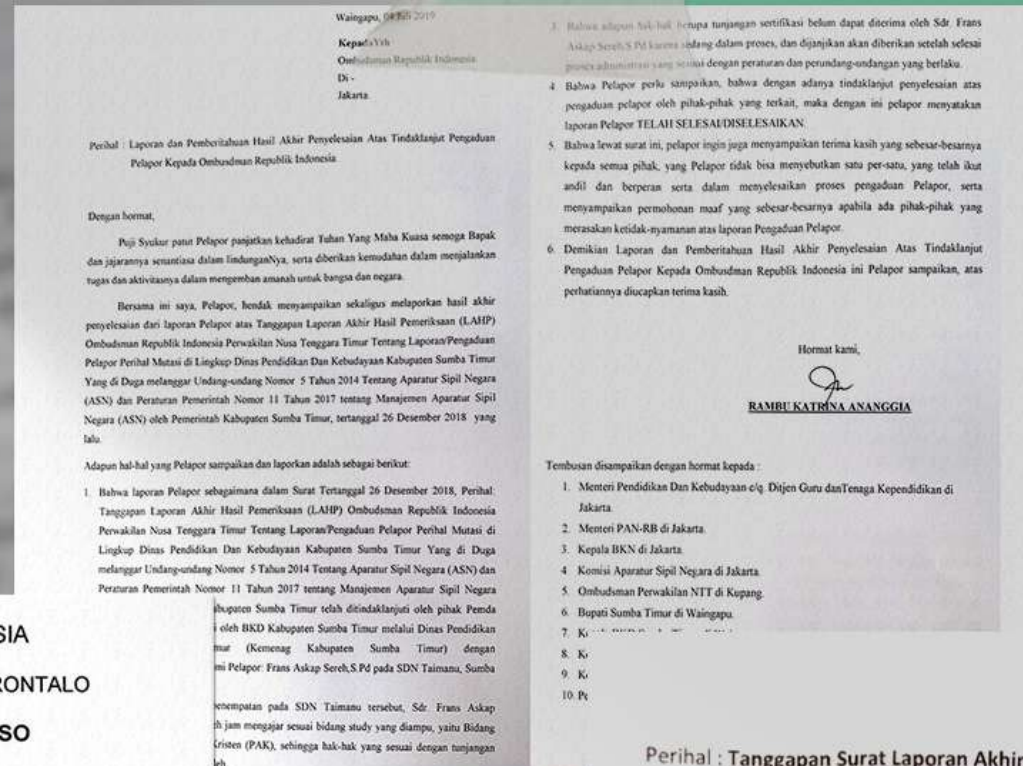 Waingapu, 04 Juli 2019
Kepada Yth
Ombudsman Republik Indonesia
Di -
Jakarta.
Perihal : Laporan dan Pemberitahuan Hasil Akhir Penyelesaian Atas Tindaklanjut Pengaduan
Pelapor Kepada Ombusdman Republik Indonesia.
Dengan hormat,
Puji Syukur patut Pelapor panjatkan kehadirat Tuhan Yang Maha Kuasa semoga Bapak
dan jajarannya senantiasa dalam lindunganNya, serta diberikan kemudahan dalam menjalankan
tugas dan aktivitasnya dalam mengemban amanah untuk bangsa dan negara.
Bersama ini saya, Pelapor, hendak menyampaikan sekaligus melaporkan hasil akhir
penyelesaian dari laporan Pelapor atas Tanggapan Laporan Akhir Hasil Pemeriksaan (LAHP)
Ombudsman Republik Indonesia Perwakilan Nusa Tenggara Timur Tentang Laporan/Pengaduan
Pelapor Perihal Mutasi di Lingkup Dinas Pendidikan Dan Kebudayaan Kabupaten Sumba Timur
Yang di Duga melanggar Undang-undang Nomor 5 Tahun 2014 Tentang Aparatur Sipil Negara
(ASN) dan Peraturan Pemerintah Nomor 11 Tahun 2017 tentang Manajemen Aparatur Sipil
Negara (ASN) oleh Pemerintah Kabupaten Sumba Timur, tertanggal 26 Desember 2018 yang
lalu.
Adapun hal-hal yang Pelapor sampaikan dan laporkan adalah sebagai berikut:
1. Bahwa laporan Pelapor sebagaimana dalam Surat Tertanggal 26 Desember 2018, Perihal:
Tanggapan Laporan Akhir Hasil Pemeriksaan (LAHP) Ombudsman Republik Indonesia
Perwakilan Nusa Tenggara Timur Tentang Laporan/Pengaduan Pelapor Perihal Mutasi di
Lingkup Dinas Pendidikan Dan Kebudayaan Kabupaten Sumba Timur Yang di Duga
melanggar Undang-undang Nomor 5 Tahun 2014 Tentang Aparatur Sipil Negara (ASN) dan
Peraturan Pemerintah Nomor 11 Tahun 2017 tentang Manajemen Aparatur Sipil Negara
Sumba Timur telah ditindaklanjuti oleh pihak Pemda
oleh BKD Kabupaten Sumba Timur melalui Dinas Pendidikan
(Kemenag Kabupaten Sumba Timur) dengan
Pelapor: Frans Askap Sereh,S.Pd pada SDN Taimanu, Sumba
pada SDN Taimanu tersebut, Sdr. Frans Askap
jam mengajar sesuai bidang study yang diampu, yaitu Bidang
Kristen (PAK), sehingga hak-hak yang sesuai dengan tunjangan
3. Bahwa adapun hak-hak berupa tunjangan sertifikasi belum dapat diterima oleh Sdr. Frans
Askap Sereh,S.Pd karena sedang dalam proses, dan dijanjikan akan diberikan setelah selesai
proses administrasi yang sesuai dengan peraturan dan perundang-undangan yang berlaku.
4. Bahwa Pelapor perlu sampaikan, bahwa dengan adanya tindaklanjut penyelesaian atas
pengaduan pelapor oleh pihak-pihak yang terkait, maka dengan ini pelapor menyatakan
laporan Pelapor TELAH SELESAI/DISELESAIKAN.
5. Bahwa lewat surat ini, pelapor ingin juga menyampaikan terima kasih yang sebesar-besarnya
kepada semua pihak, yang Pelapor tidak bisa menyebutkan satu per-satu, yang telah ikut
andil dan berperan serta dalam menyelesaikan proses pengaduan Pelapor, serta
menyampaikan permohonan maaf yang sebesar-besarnya apabila ada pihak-pihak yang
merasakan ketidak-nyamanan atas laporan Pengaduan Pelapor.
6. Demikian Laporan dan Pemberitahuan Hasil Akhir Penyelesaian Atas Tindaklanjut
Pengaduan Pelapor Kepada Ombusdman Republik Indonesia ini Pelapor sampaikan, atas
perhatiannya diucapkan terima kasih.
Hormat kami,
RAMBU KATRINA ANANGGIA
Tembusan disampaikan dengan hormat kepada :
1. Menteri Pendidikan Dan Kebudayaan c/q. Ditjen Guru danTenaga Kependidikan di
Jakarta.
2. Menteri PAN-RB di Jakarta.
3. Kepala BKN di Jakarta.
4. Komisi Aparatur Sipil Negara di Jakarta.
5. Ombudsman Perwakilan NTT di Kupang.
6. Bupati Sumba Timur di Waingapu.
7.
8.
9.
10.
SIA
RONTALO
SO
Perihal : Tanggapan Surat Laporan Akhir